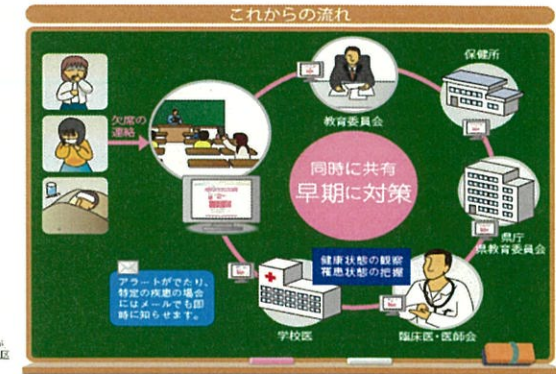 これからの流れ
欠席の
連絡
教育委員会
保健所
同時に共有
早期に対策
県庁
県教育委員会
健康状態の観察
罹患状態の把握
アラートがでたり、
特定の疾患の場合
にはメールでも即
時に知らせます。
学校医
臨床医・医師会
区